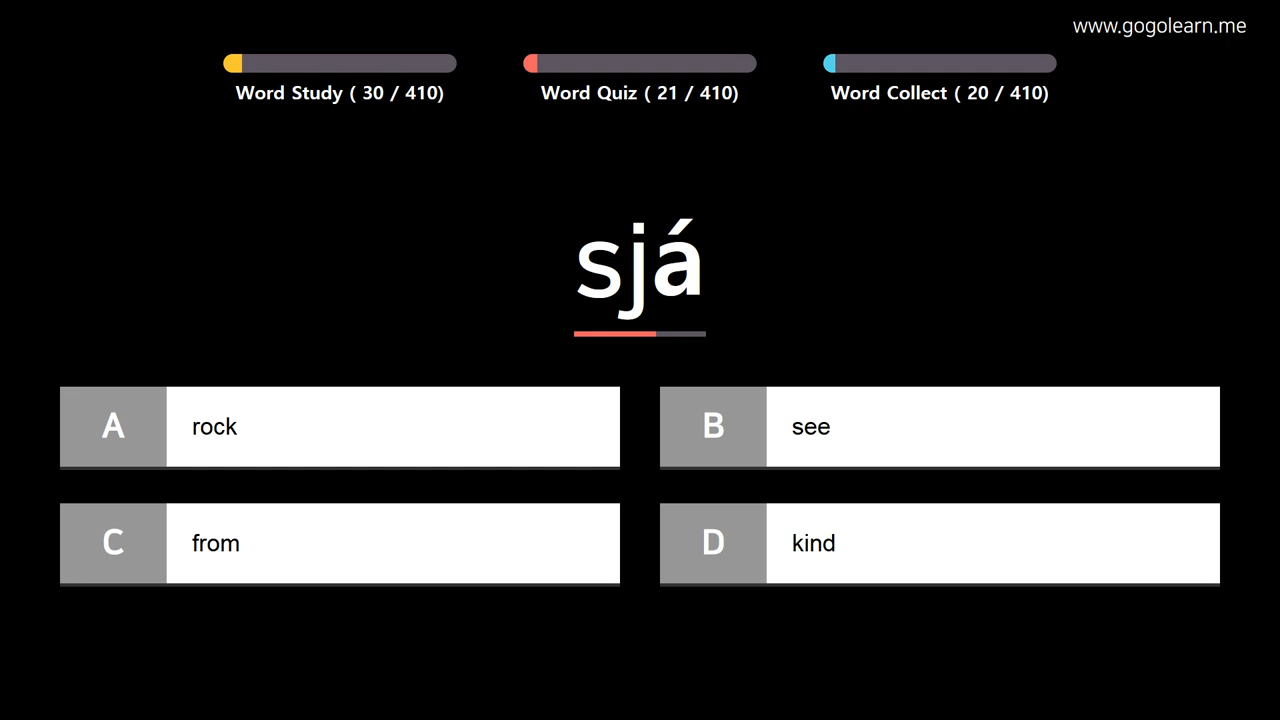 www.gogolearn.me
Word Study ( 30 / 410)
Word Quiz ( 21 / 410)
Word Collect ( 20 / 410)
sjá
A rock
B see
C from
D kind